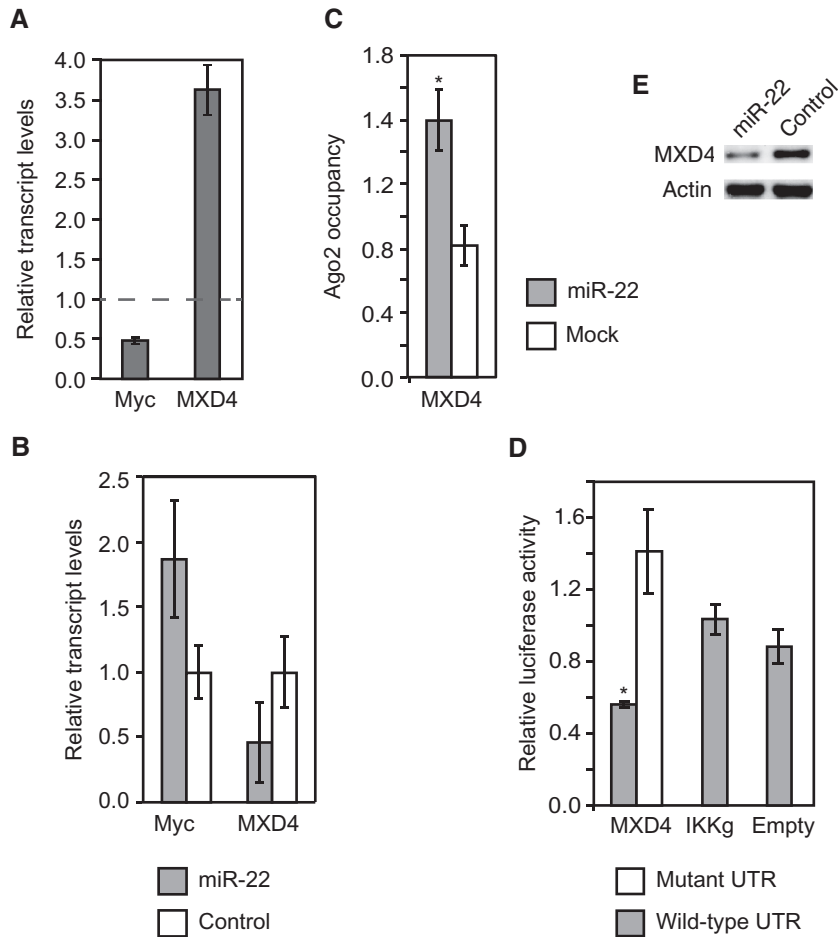 A
Relative transcript levels
4.0
3.5
3.0
2.5
2.0
1.5
1.0
0.5
0.0
Myc MXD4
C
Ago2 occupancy
1.8
1.4
1.2
0.8
0.4
0.0
*
MXD4
miR-22
Mock
E
miR-22 Control
MXD4
Actin
B
Relative transcript levels
2.5
2.0
1.5
1.0
0.5
0.0
Myc MXD4
miR-22
Control
D
Relative luciferase activity
1.6
1.2
0.8
0.4
0.0
*
MXD4 IKKg Empty
Mutant UTR
Wild-type UTR